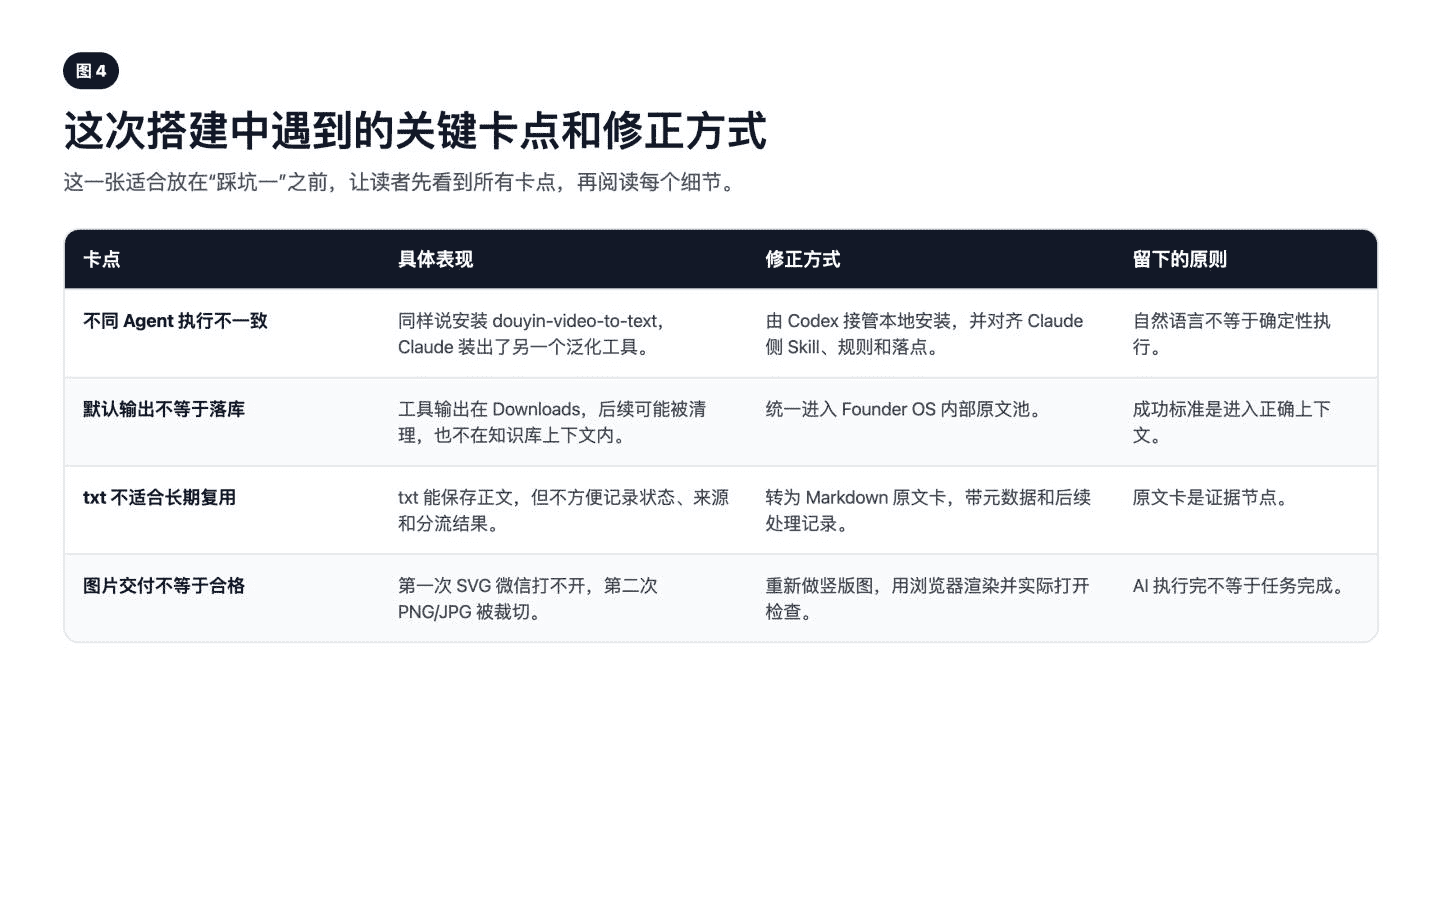 图 4
这次搭建中遇到的关键卡点和修正方式
这一张适合放在“踩坑一”之前，让读者先看到所有卡点，再阅读每个细节。
卡点
具体表现
修正方式
留下的原则
不同 Agent 执行不一致
同样说安装 douyin-video-to-text，
Claude 装出了另一个泛化工具。
由 Codex 接管本地安装，并对齐 Claude
侧 Skill、规则和落点。
自然语言不等于确定性执
行。
默认输出不等于落库
工具输出在 Downloads，后续可能被清
理，也不在知识库上下文内。
统一进入 Founder OS 内部原文池。
成功标准是进入正确上下
文。
txt 不适合长期复用
txt 能保存正文，但不方便记录状态、来源
和分流结果。
转为 Markdown 原文卡，带元数据和后续
处理记录。
原文卡是证据节点。
图片交付不等于合格
第一次 SVG 微信打不开，第二次
PNG/JPG 被裁切。
重新做竖版图，用浏览器渲染并实际打开
检查。
AI 执行完不等于任务完成。